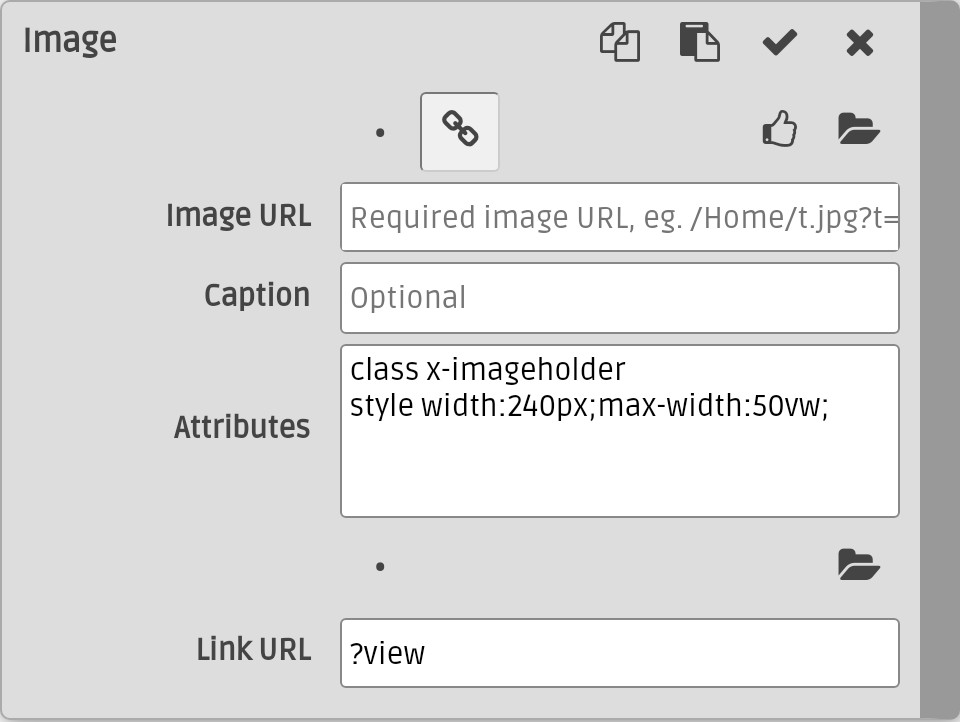 Image
Image URL
Required image URL, eg. /Home/t.jpg?t=
Caption
Optional
Attributes
class x-imageholder
style width:240px;max-width:50vw;
Link URL
?view